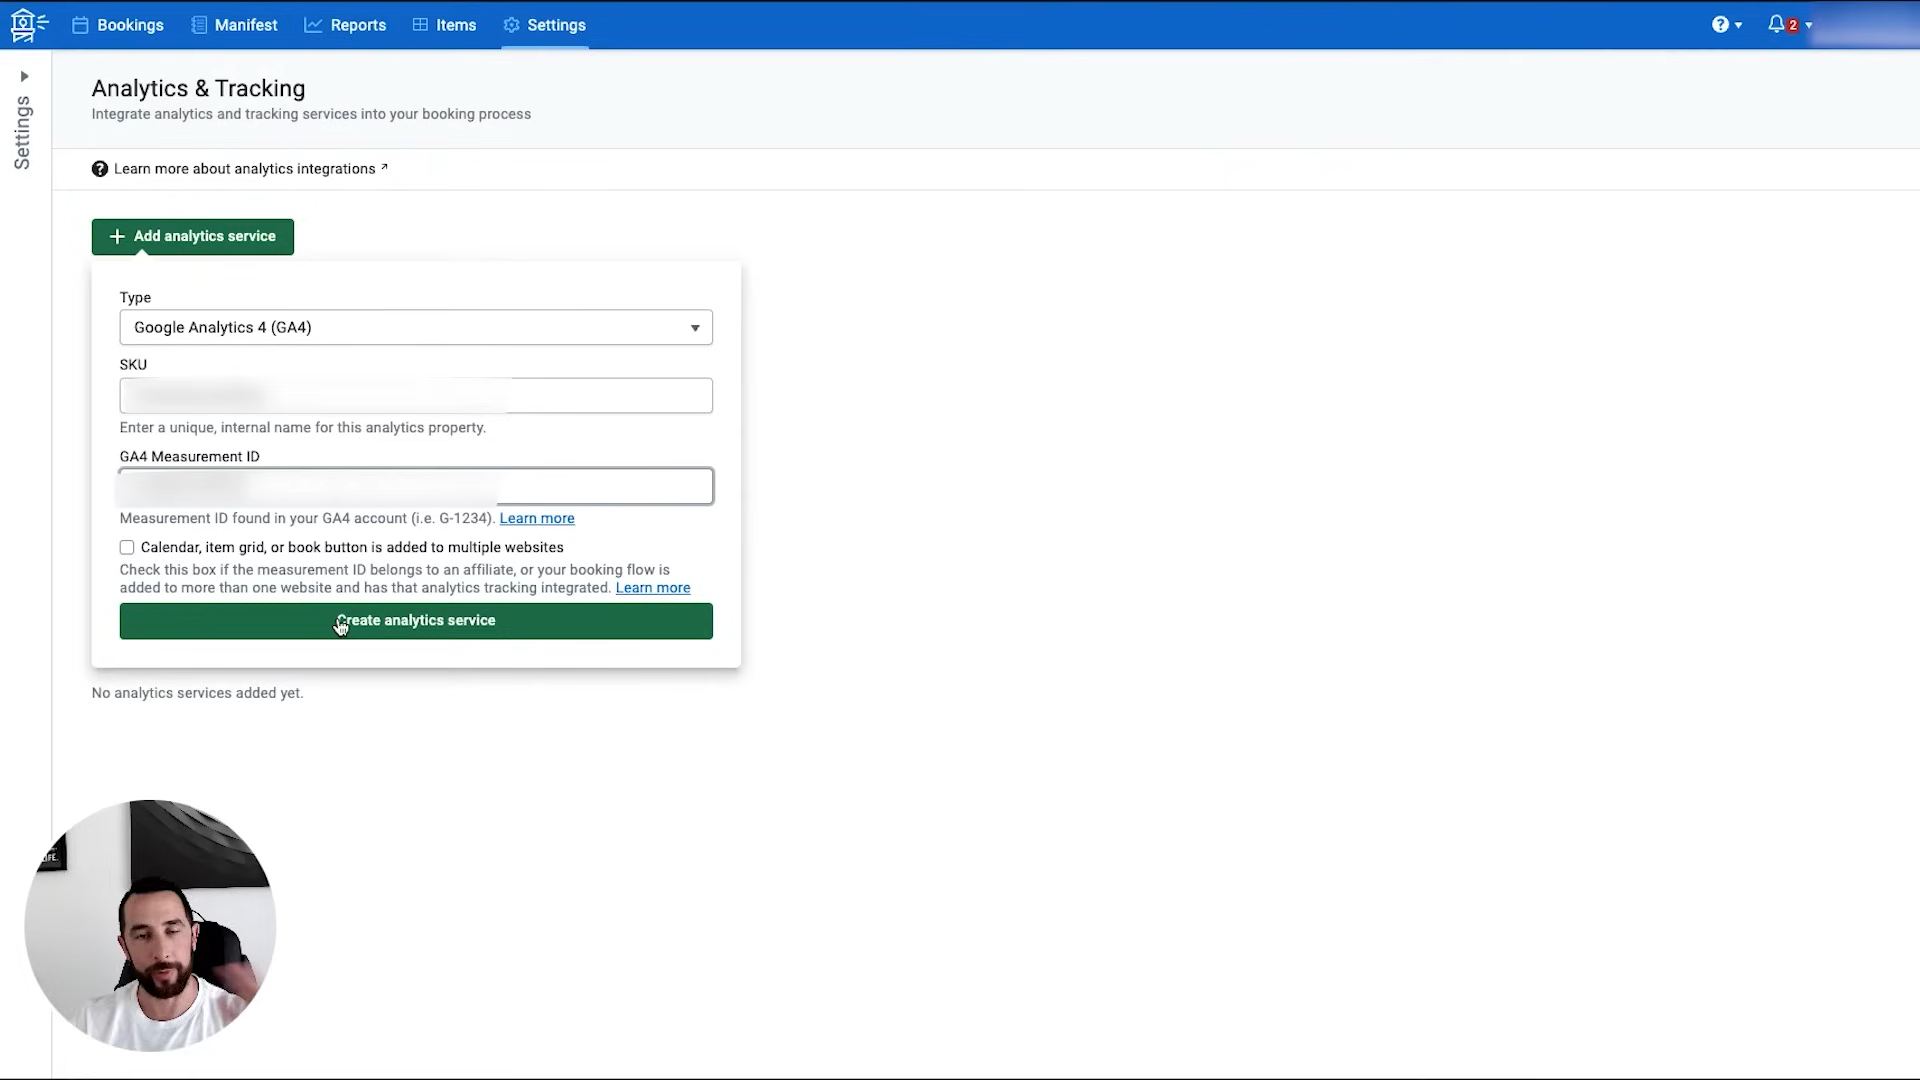 Bookings
Manifest
Reports
Items
Settings
2
Settings
Analytics & Tracking
Integrate analytics and tracking services into your booking process
Learn more about analytics integrations ↗
+ Add analytics service
Type
Google Analytics 4 (GA4)
SKU
Enter a unique, internal name for this analytics property.
GA4 Measurement ID
Measurement ID found in your GA4 account (i.e. G-1234). Learn more
Calendar, item grid, or book button is added to multiple websites
Check this box if the measurement ID belongs to an affiliate, or your booking flow is
added to more than one website and has that analytics tracking integrated. Learn more
Create analytics service
No analytics services added yet.